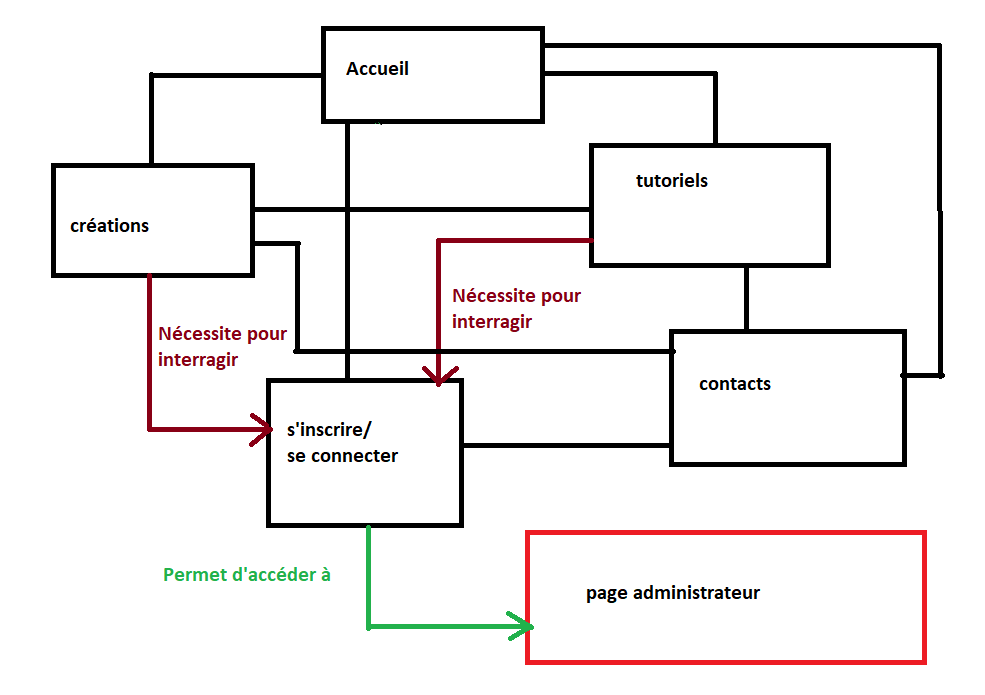 Accueil
tutoriels
créations
Nécessite pour
interragir
Nécessite pour
interragir
contacts
s'inscrire/
se connecter
Permet d'accéder à
page administrateur